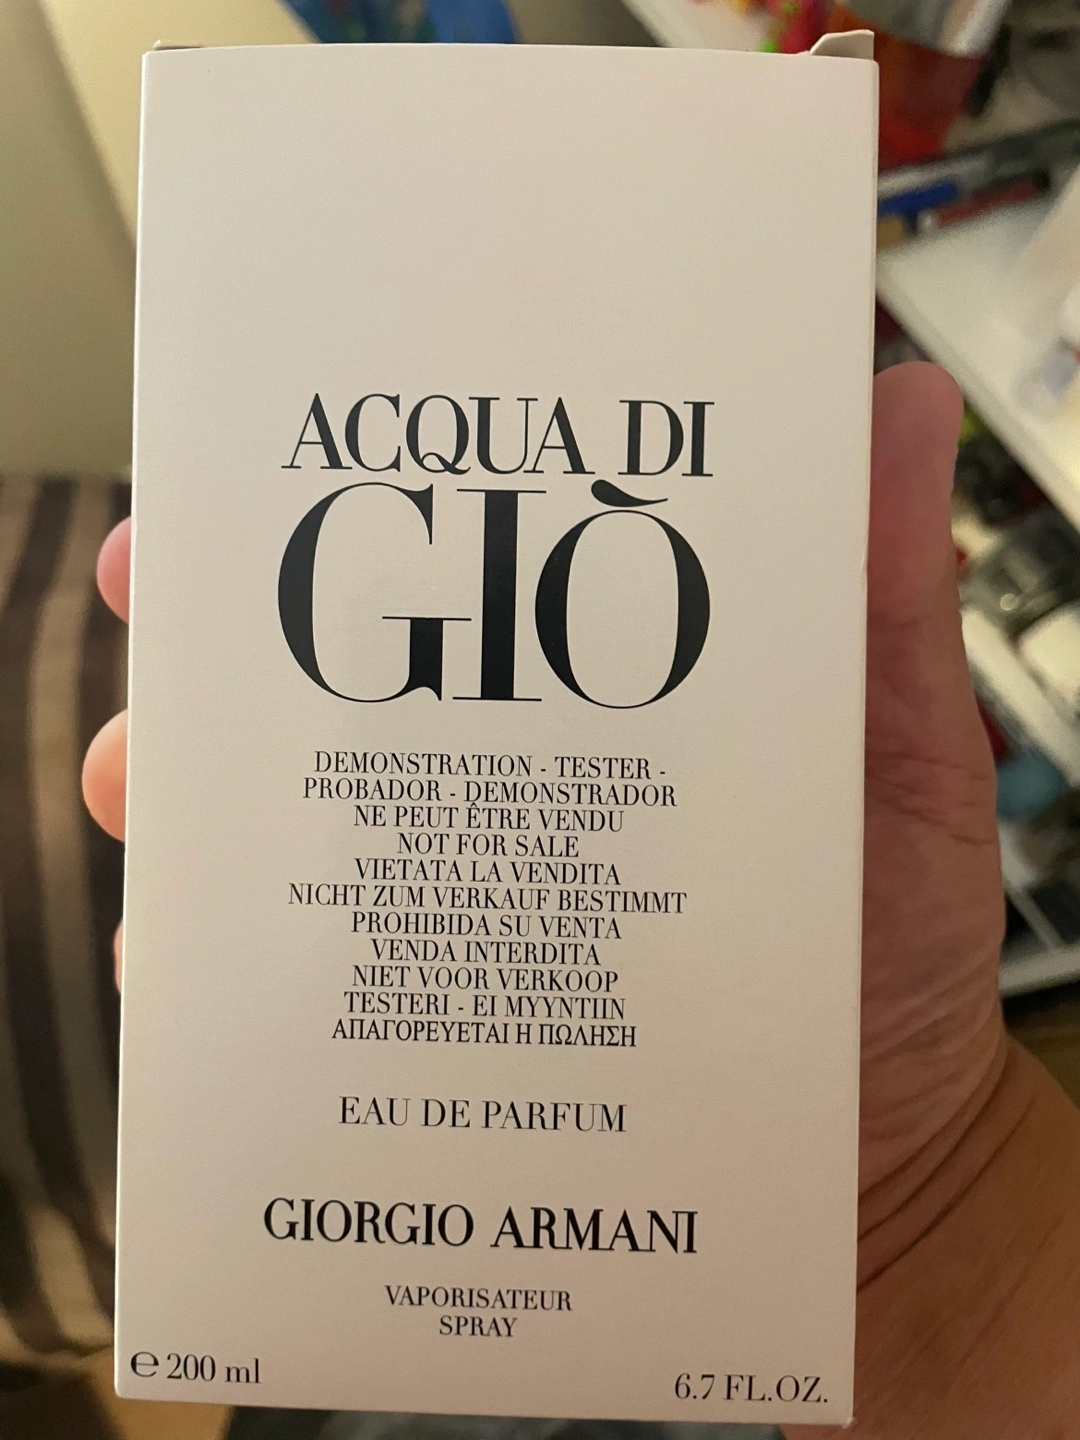 ACQUA DI
GIÒ
DEMONSTRATION - TESTER -
PROBADOR - DEMONSTRADOR
NE PEUT ÊTRE VENDU
NOT FOR SALE
VIETATA LA VENDITA
NICHT ZUM VERKAUF BESTIMMT
PROHIBIDA SU VENTA
VENDA INTERDITA
NIET VOOR VERKOOP
TESTERI - EI MYYNTIIN
ΑΠΑΓΟΡΕΥΕΤΑΙ Η ΠΩΛΗΣΗ
EAU DE PARFUM
GIORGIO ARMANI
VAPORISATEUR
SPRAY
℮ 200 ml
6.7 FL.OZ.